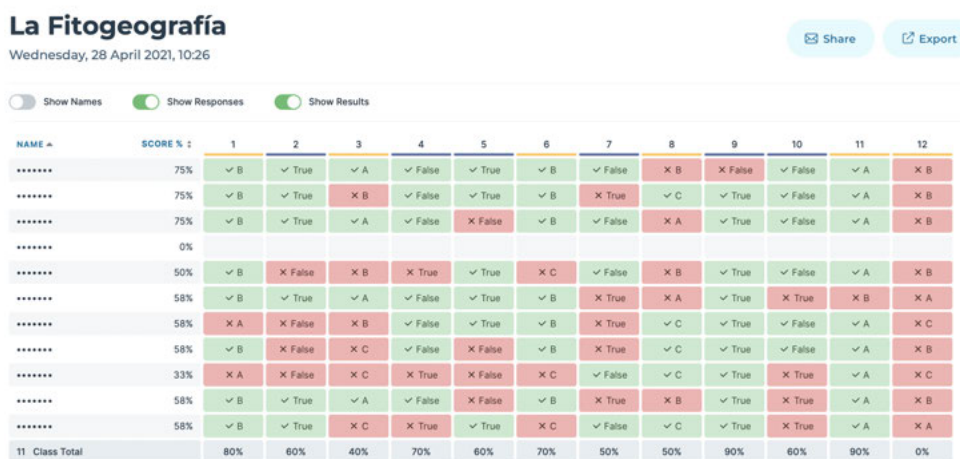 La Fitogeografía
Wednesday, 28 April 2021, 10:26
Share Export
Show Names Show Responses Show Results
NAME SCORE % 1 2 3 4 5 6 7 8 9 10 11 12
••••••• 75% ✓ B ✓ True ✓ A ✓ False ✓ True ✓ B ✓ False ✕ B ✕ False ✓ False ✓ A ✕ B
••••••• 75% ✓ B ✓ True ✕ B ✓ False ✓ True ✓ B ✕ True ✓ C ✓ True ✓ False ✓ A ✕ B
••••••• 75% ✓ B ✓ True ✓ A ✓ False ✕ False ✓ B ✓ False ✕ A ✓ True ✓ False ✓ A ✕ B
••••••• 0%
••••••• 50% ✓ B ✕ False ✕ B ✕ True ✓ True ✕ C ✓ False ✕ B ✓ True ✓ False ✓ A ✕ B
••••••• 58% ✓ B ✓ True ✓ A ✓ False ✓ True ✓ B ✕ True ✕ A ✓ True ✕ True ✕ B ✕ A
••••••• 58% ✕ A ✕ False ✕ B ✓ False ✓ True ✓ B ✕ True ✓ C ✓ True ✓ False ✓ A ✕ C
••••••• 58% ✓ B ✕ False ✕ C ✓ False ✕ False ✓ B ✕ True ✓ C ✓ True ✓ False ✓ A ✕ B
••••••• 33% ✕ A ✕ False ✕ C ✕ True ✕ False ✕ C ✓ False ✓ C ✓ True ✕ True ✓ A ✕ C
••••••• 58% ✓ B ✓ True ✓ A ✓ False ✕ False ✓ B ✕ True ✕ B ✓ True ✓ False ✓ A ✕ B
••••••• 58% ✓ B ✓ True ✕ C ✕ True ✓ True ✕ C ✓ False ✓ C ✓ True ✕ True ✓ A ✕ A
11 Class Total 80% 60% 40% 70% 60% 70% 50% 50% 90% 60% 90% 0%